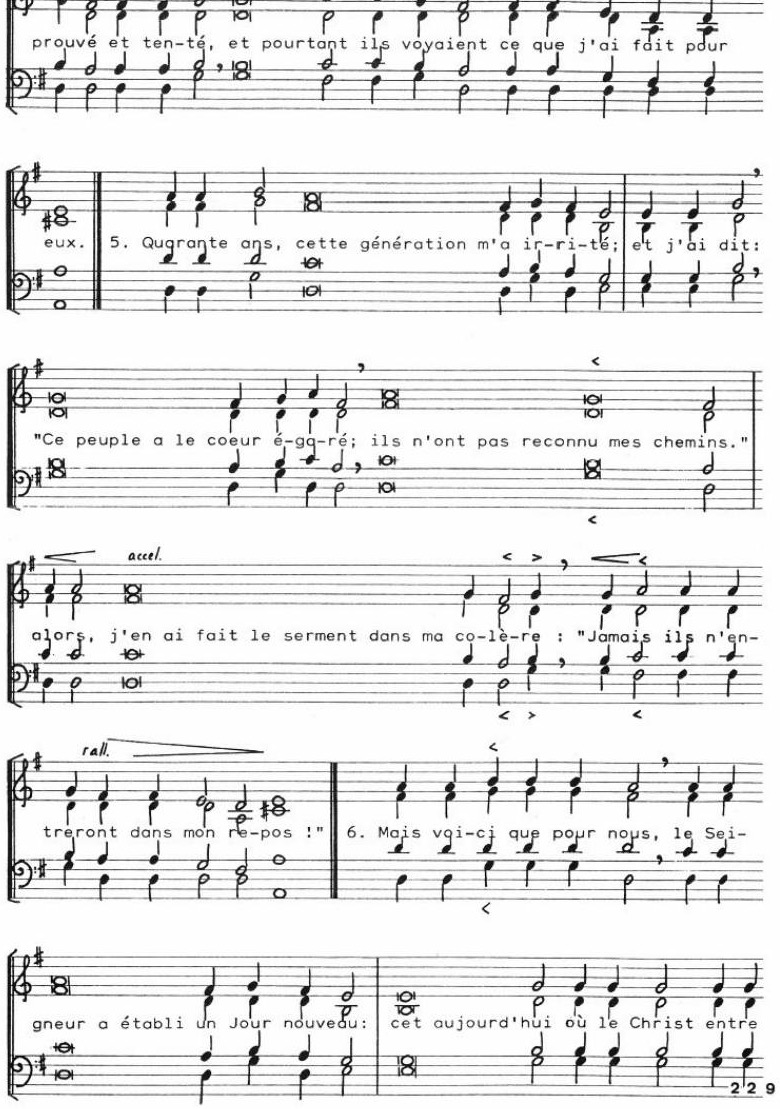 prouvé et ten-té, et pourtant ils voyaient ce que j'ai fait pour
eux. 5. Quarante ans, cette génération m'a ir-ri-té; et j'ai dit:
"Ce peuple a le coeur é-ga-ré; ils n'ont pas reconnu mes chemins."
accel.
alors, j'en ai fait le serment dans ma co-lè-re : "Jamais ils n'en-
rall.
treront dans mon re-pos !" 6. Mais voi-ci que pour nous, le Sei-
gneur a établi un Jour nouveau: cet aujourd'hui où le Christ entre
229